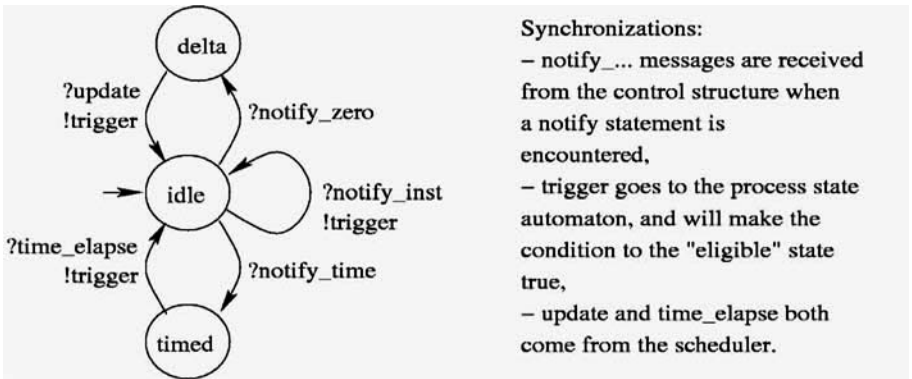 delta
?update
!trigger
?notify_zero
idle
?notify_inst
!trigger
?time_elapse
!trigger
?notify_time
timed
Synchronizations:
– notify_... messages are received
from the control structure when
a notify statement is
encountered,
– trigger goes to the process state
automaton, and will make the
condition to the "eligible" state
true,
– update and time_elapse both
come from the scheduler.